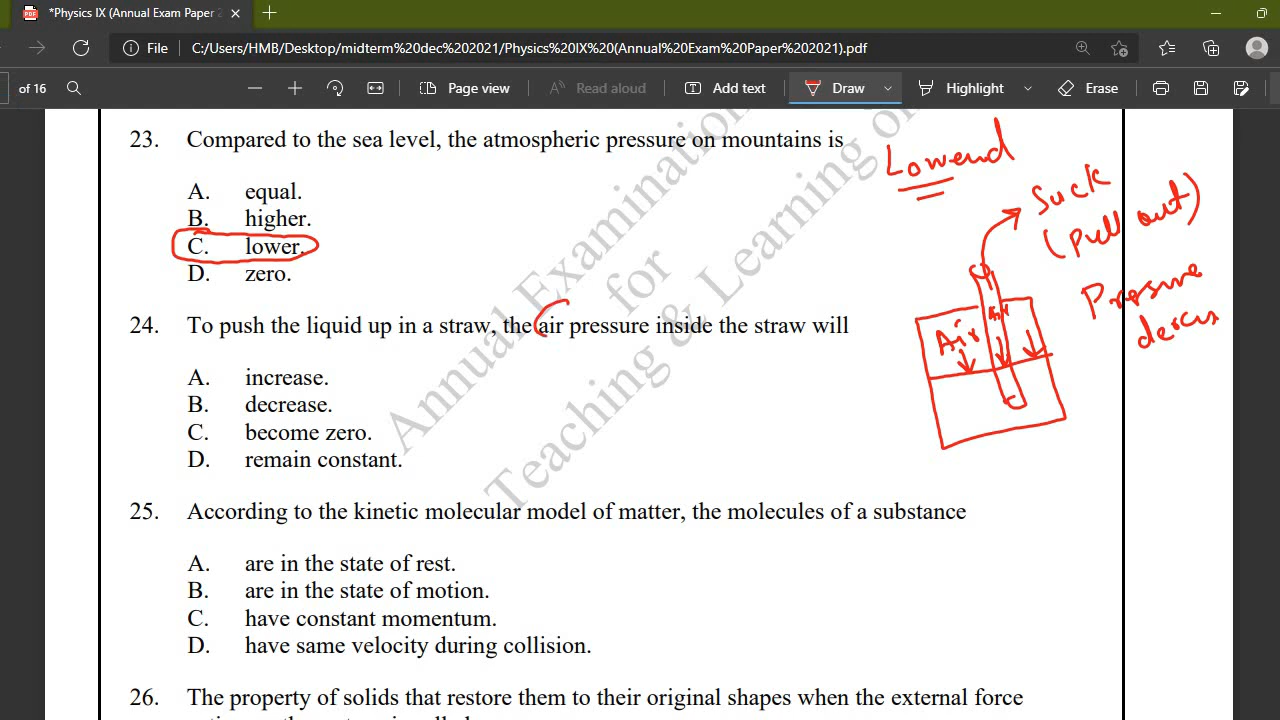 *Physics IX (Annual Exam Paper 2
File
C:/Users/HMB/Desktop/midterm%20dec%202021/Physics%20IX%20(Annual%20Exam%20Paper%202021).pdf
of 16
Page view
Read aloud
Add text
Draw
Highlight
Erase
23. Compared to the sea level, the atmospheric pressure on mountains is
A. equal.
B. higher.
C. lower.
D. zero.
24. To push the liquid up in a straw, the air pressure inside the straw will
A. increase.
B. decrease.
C. become zero.
D. remain constant.
25. According to the kinetic molecular model of matter, the molecules of a substance
A. are in the state of rest.
B. are in the state of motion.
C. have constant momentum.
D. have same velocity during collision.
26. The property of solids that restore them to their original shapes when the external force
Annual Examination
for
Teaching & Learning on
Suck
(Pull out)
Pressure
Air